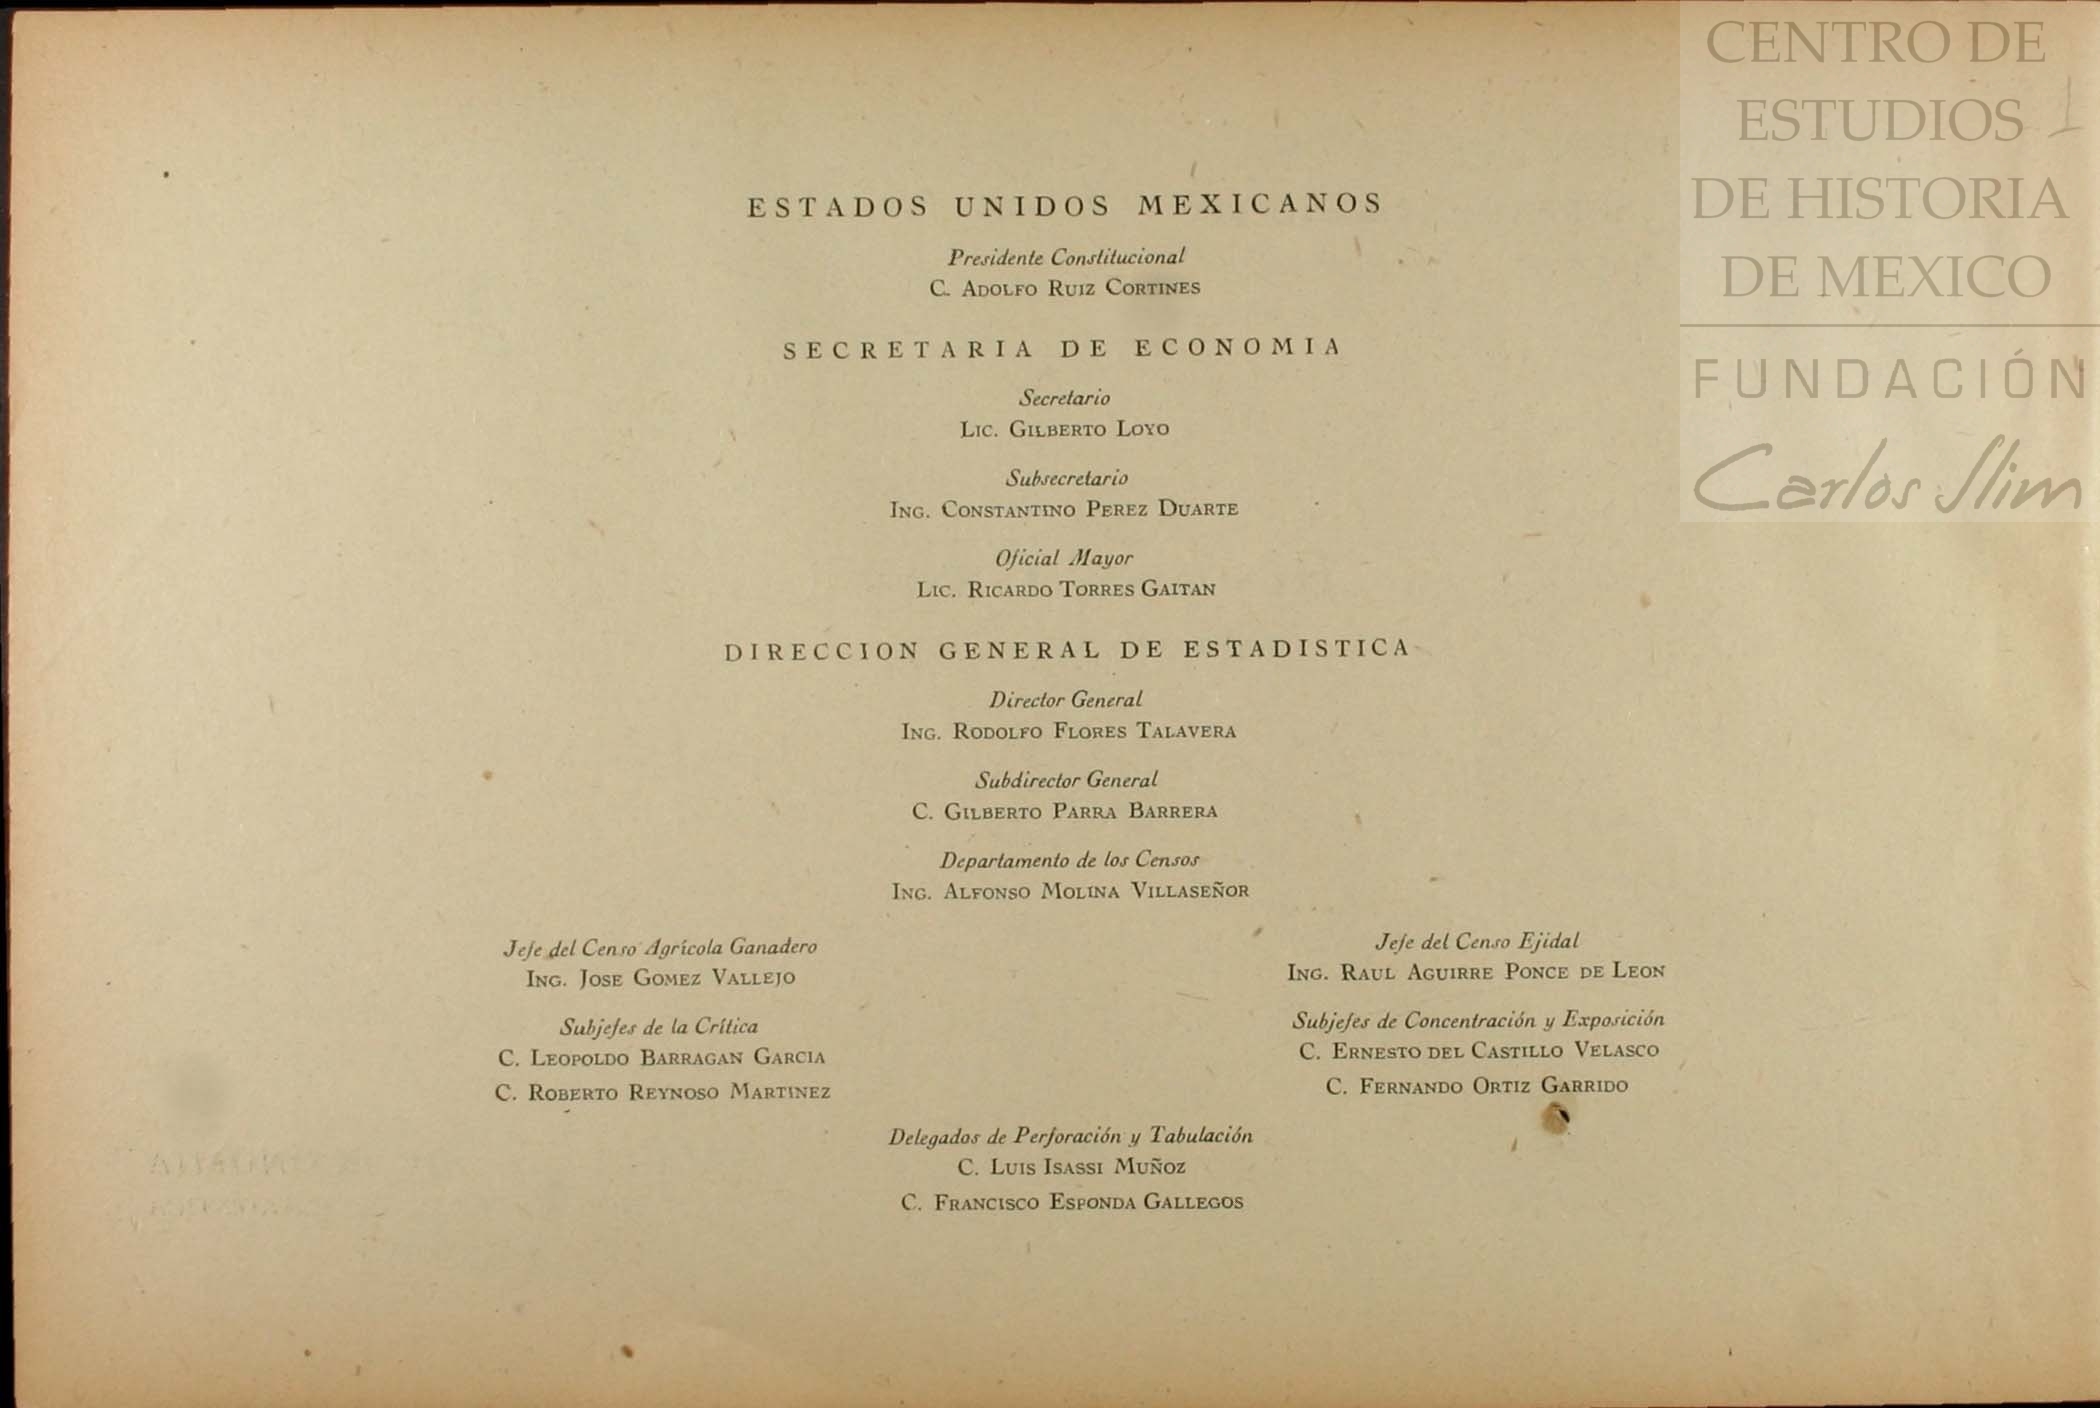 CENTRO DE
ESTUDIOS
DE HISTORIA
DE MEXICO
FUNDACIÓN
Carlos Slim
ESTADOS UNIDOS MEXICANOS
Presidente Constitucional
C. ADOLFO RUIZ CORTINES
SECRETARIA DE ECONOMIA
Secretario
LIC. GILBERTO LOYO
Subsecretario
ING. CONSTANTINO PEREZ DUARTE
Oficial Mayor
LIC. RICARDO TORRES GAITAN
DIRECCION GENERAL DE ESTADISTICA
Director General
ING. RODOLFO FLORES TALAVERA
Subdirector General
C. GILBERTO PARRA BARRERA
Departamento de los Censos
ING. ALFONSO MOLINA VILLASEÑOR
Jefe del Censo Agrícola Ganadero
ING. JOSE GOMEZ VALLEJO
Subjefes de la Crítica
C. LEOPOLDO BARRAGAN GARCIA
C. ROBERTO REYNOSO MARTINEZ
Jefe del Censo Ejidal
ING. RAUL AGUIRRE PONCE DE LEON
Subjefes de Concentración y Exposición
C. ERNESTO DEL CASTILLO VELASCO
C. FERNANDO ORTIZ GARRIDO
Delegados de Perforación y Tabulación
C. LUIS ISASSI MUÑOZ
C. FRANCISCO ESPONDA GALLEGOS